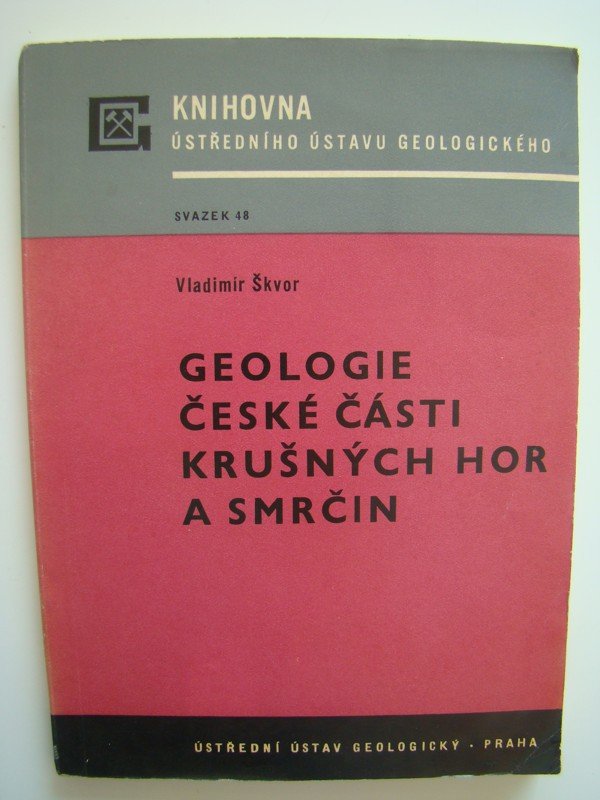 KNIHOVNA
ÚSTŘEDNÍHO ÚSTAVU GEOLOGICKÉHO
SVAZEK 48
Vladimír Škvor
GEOLOGIE
ČESKÉ ČÁSTI
KRUŠNÝCH HOR
A SMRČIN
ÚSTŘEDNÍ ÚSTAV GEOLOGICKÝ · PRAHA